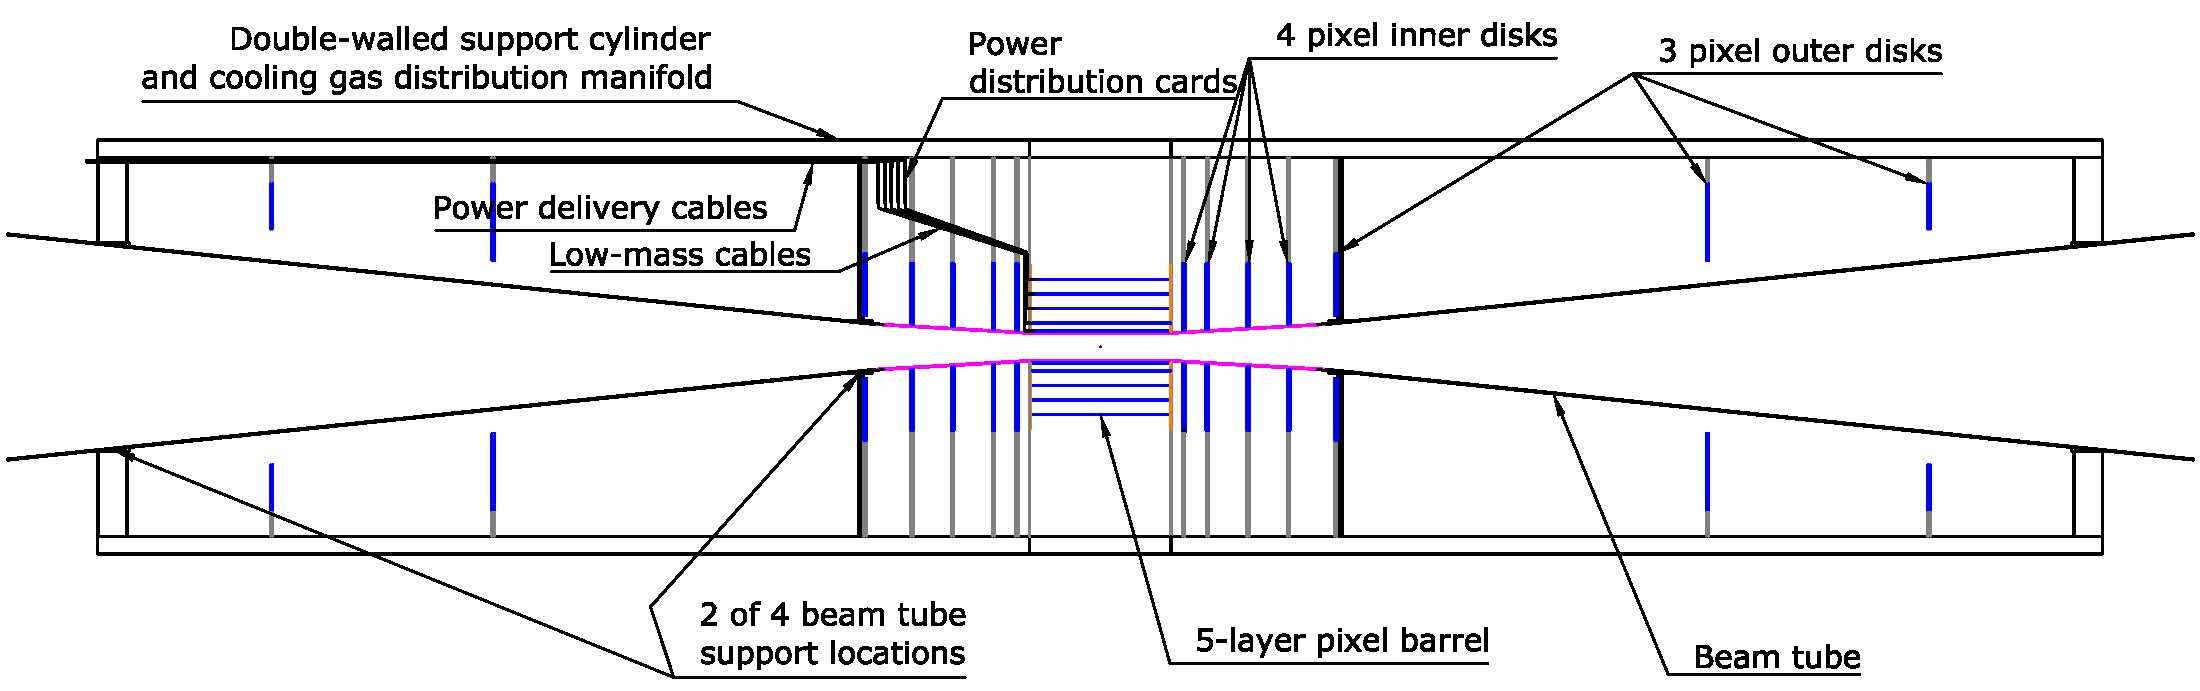 Double-walled support cylinder
and cooling gas distribution manifold
Power
distribution cards
4 pixel inner disks
3 pixel outer disks
Power delivery cables
Low-mass cables
2 of 4 beam tube
support locations
5-layer pixel barrel
Beam tube